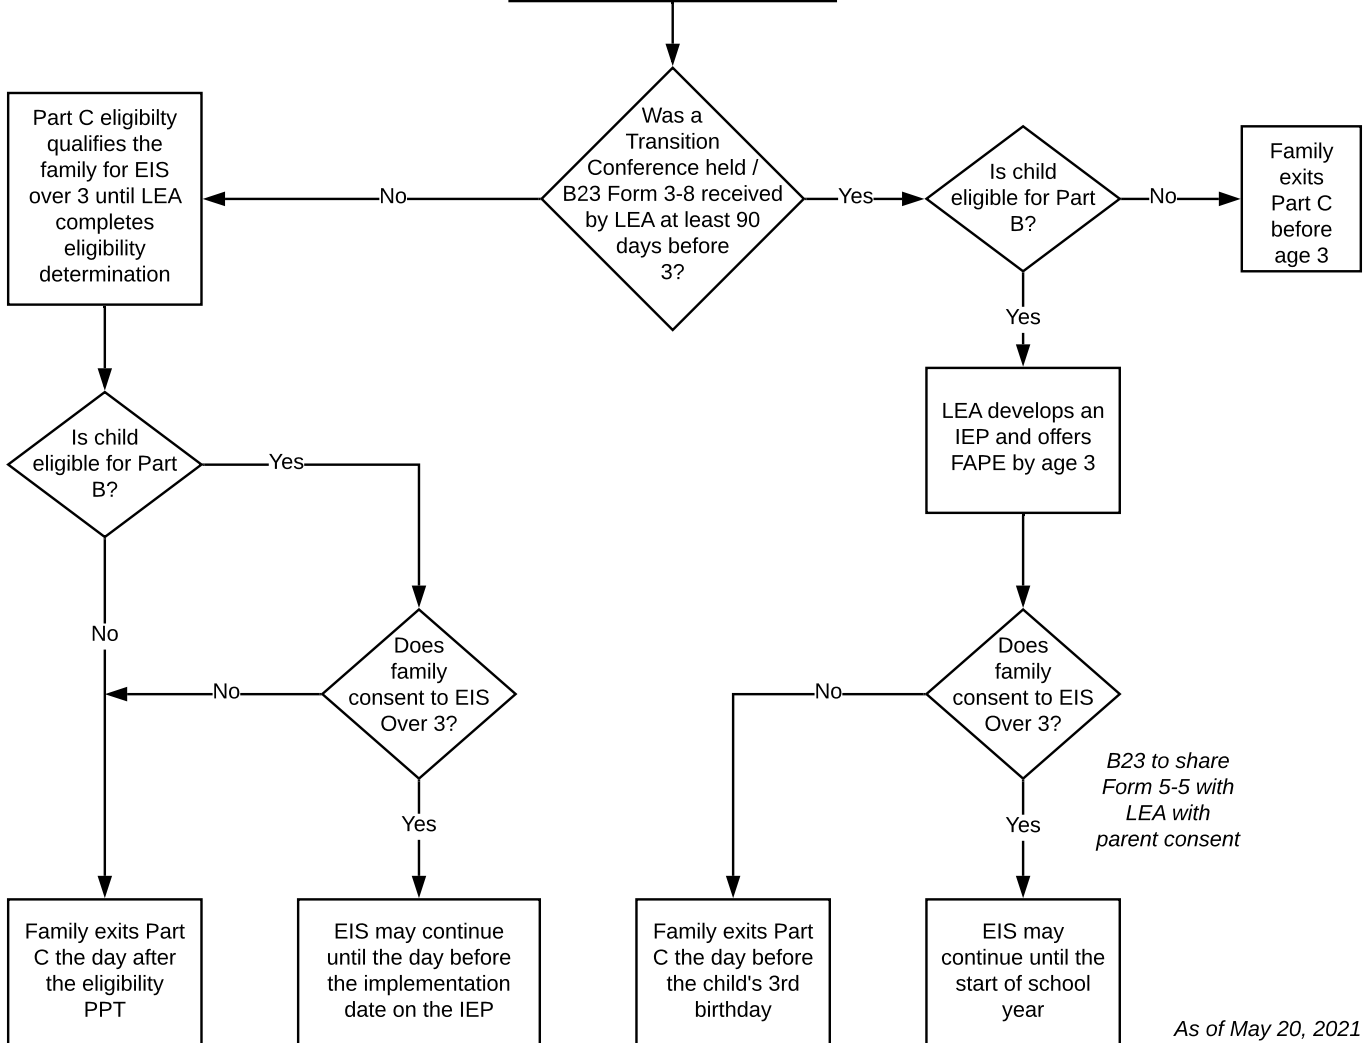 Was a
Transition
Conference held /
B23 Form 3-8 received
by LEA at least 90
days before
3?
No
Part C eligibilty
qualifies the
family for EIS
over 3 until LEA
completes
eligibility
determination
Yes
Is child
eligible for Part
B?
No
Family
exits
Part C
before
age 3
Yes
LEA develops an
IEP and offers
FAPE by age 3
Is child
eligible for Part
B?
Yes
No
Does
family
consent to EIS
Over 3?
No
Yes
Does
family
consent to EIS
Over 3?
No
Yes
B23 to share
Form 5-5 with
LEA with
parent consent
Family exits Part
C the day after
the eligibility
PPT
EIS may continue
until the day before
the implementation
date on the IEP
Family exits Part
C the day before
the child's 3rd
birthday
EIS may
continue until the
start of school
year
As of May 20, 2021